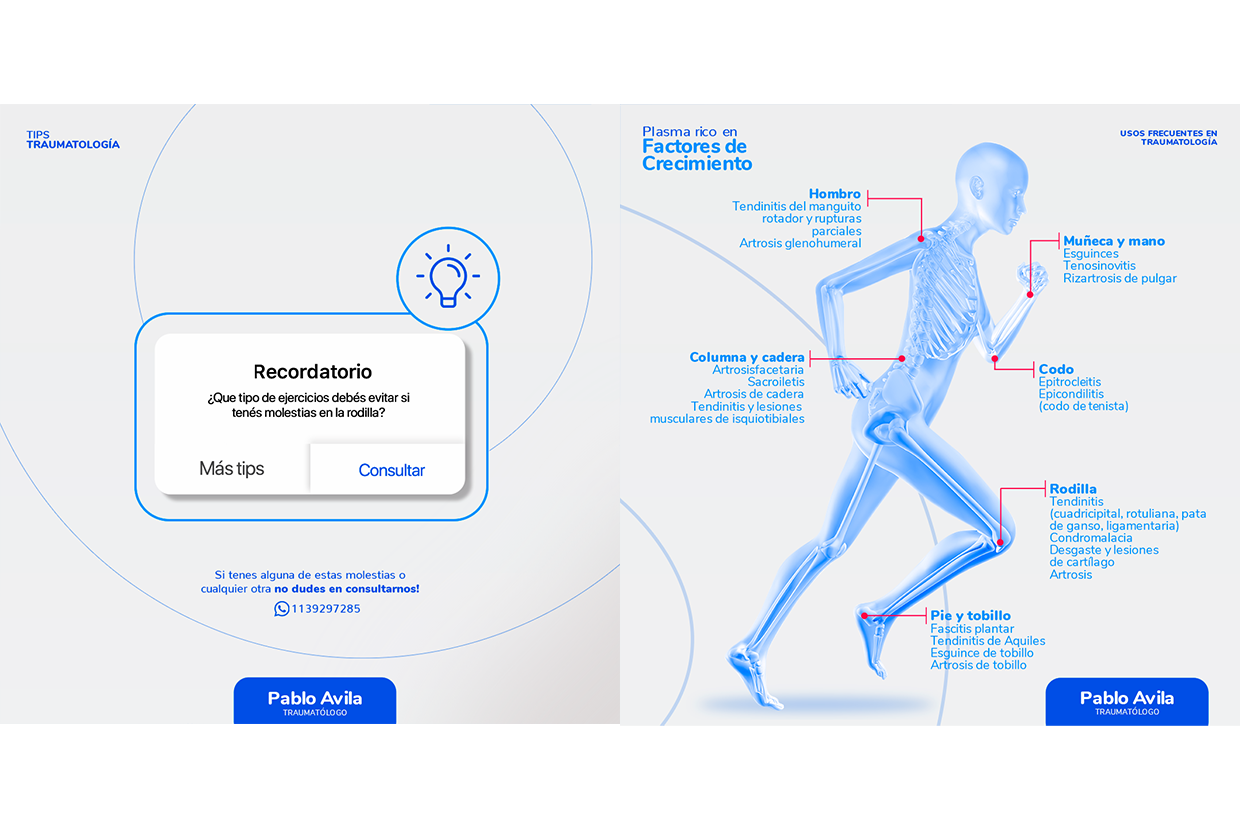 TIPS
TRAUMATOLOGÍA
Recordatorio
¿Que tipo de ejercicios debés evitar si
tenés molestias en la rodilla?
Más tips
Consultar
Si tenes alguna de estas molestias o
cualquier otra no dudes en consultarnos!
1139297285
Pablo Avila
TRAUMATÓLOGO
Plasma rico en
Factores de
Crecimiento
USOS FRECUENTES EN
TRAUMATOLOGÍA
Hombro
Tendinitis del manguito
rotador y rupturas
parciales
Artrosis glenohumeral
Muñeca y mano
Esguinces
Tenosinovitis
Rizartrosis de pulgar
Columna y cadera
Artrosisfacetaria
Sacroiletis
Artrosis de cadera
Tendinitis y lesiones
musculares de isquiotibiales
Codo
Epitrocleitis
Epicondilitis
(codo de tenista)
Rodilla
Tendinitis
(cuadricipital, rotuliana, pata
de ganso, ligamentaria)
Condromalacia
Desgaste y lesiones
de cartílago
Artrosis
Pie y tobillo
Fascitis plantar
Tendinitis de Aquiles
Esguince de tobillo
Artrosis de tobillo
Pablo Avila
TRAUMATÓLOGO